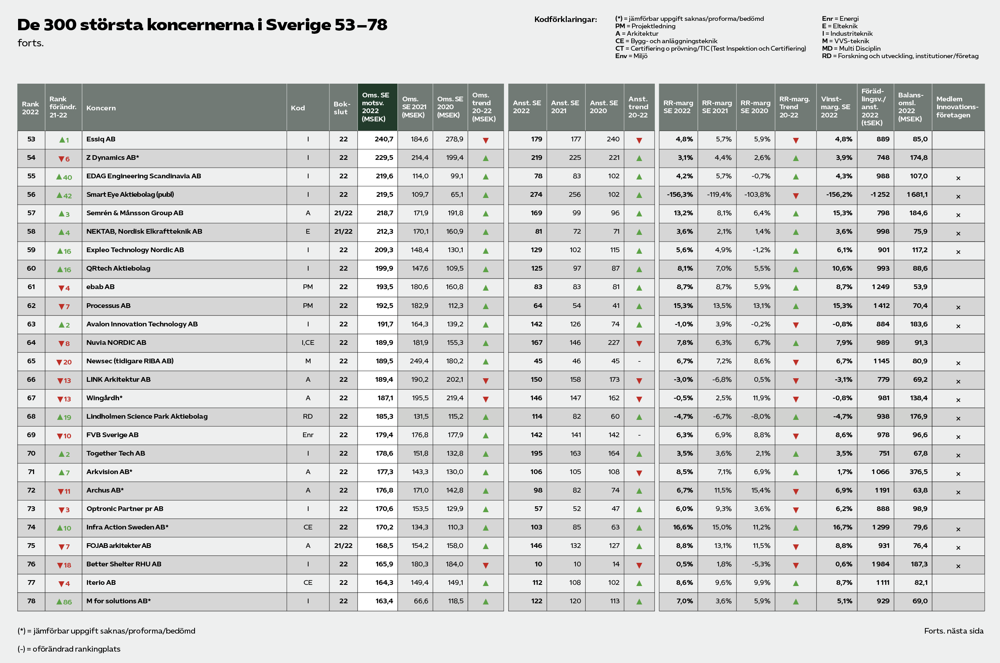 De 300 största koncernerna i Sverige 53–78
forts.
Kodförklaringar:
(*) = jämförbar uppgift saknas/proforma/bedömd
PM = Projektledning
A = Arkitektur
CE = Bygg- och anläggningsteknik
CT = Certifiering o prövning/TIC (Test Inspektion och Certifiering)
Env = Miljö
Enr = Energi
E = Elteknik
I = Industriteknik
M = VVS-teknik
MD = Multi Disciplin
RD = Forskning och utveckling, institutioner/företag
Rank 2022 | Rank förändr. 21-22 | Koncern | Kod | Bok-slut | Oms. SE motsv. 2022 (MSEK) | Oms. SE 2021 (MSEK) | Oms. SE 2020 (MSEK) | Oms. trend 20-22 (MSEK) | Anst. SE 2022 | Anst. SE 2021 | Anst. SE 2020 | Anst. trend 20-22 | RR-marg SE 2022 | RR-marg SE 2021 | RR-marg SE 2020 | RR-marg. Trend 20-22 | Vinst-marg. SE 2022 | Föräd-lingsv./anst. 2022 (tSEK) | Balans-omsl. 2022 (MSEK) | Medlem Innovations-företagen
53 ▲1 Essiq AB I 22 240,7 184,6 278,9 ▼ 179 177 240 ▼ 4,8% 5,7% 5,9% ▼ 4,8% 889 85,0
54 ▼6 Z Dynamics AB* I 22 229,5 214,4 199,4 ▲ 219 225 221 ▲ 3,1% 4,4% 2,6% ▲ 3,9% 748 174,8
55 ▲40 EDAG Engineering Scandinavia AB I 22 219,6 114,0 99,1 ▲ 78 83 102 ▲ 4,2% 5,7% -0,7% ▲ 4,3% 988 107,0 ×
56 ▲42 Smart Eye Aktiebolag (publ) I 22 219,5 109,7 65,1 ▲ 274 256 102 ▲ -156,3% -119,4% -103,8% ▼ -156,2% -1 252 1 681,1 ×
57 ▲3 Semrén & Månsson Group AB A 21/22 218,7 171,9 191,8 ▲ 169 99 96 ▲ 13,2% 8,1% 6,4% ▲ 15,3% 798 184,6 ×
58 ▲4 NEKTAB, Nordisk Elkraftteknik AB E 21/22 212,3 170,1 160,9 ▲ 81 72 71 ▲ 3,6% 2,1% 1,4% ▲ 3,6% 998 75,9 ×
59 ▲16 Expleo Technology Nordic AB I 22 209,3 148,4 130,1 ▲ 129 102 115 ▲ 5,6% 4,9% -1,2% ▲ 6,1% 901 117,2 ×
60 ▲16 QRtech Aktiebolag I 22 199,9 147,6 109,5 ▲ 125 97 87 ▲ 8,1% 7,0% 5,5% ▲ 10,6% 993 88,6
61 ▼4 ebab AB PM 22 193,5 180,6 160,8 ▲ 83 83 81 ▲ 8,7% 8,7% 5,9% ▲ 8,7% 1 249 53,9
62 ▼7 Processus AB PM 22 192,5 182,9 112,3 ▲ 64 54 41 ▲ 15,3% 13,5% 13,1% ▲ 15,3% 1 412 70,4 ×
63 ▲2 Avalon Innovation Technology AB I 22 191,7 164,3 139,2 ▲ 142 126 74 ▲ -1,0% 3,9% -0,2% ▼ -0,8% 884 183,6 ×
64 ▼8 Nuvia NORDIC AB I,CE 22 189,9 181,9 155,3 ▲ 167 146 227 ▼ 7,8% 6,3% 6,7% ▲ 7,9% 989 91,3
65 ▼20 Newsec (tidigare RIBA AB) M 22 189,5 249,4 180,2 ▲ 45 46 45 - 6,7% 7,2% 8,6% ▼ 6,7% 1 145 80,9 ×
66 ▼13 LINK Arkitektur AB A 22 189,4 190,2 202,1 ▼ 150 158 173 ▼ -3,0% -6,8% 0,5% ▼ -3,1% 779 69,2 ×
67 ▼13 Wingårdh* A 22 187,1 195,5 219,4 ▼ 146 147 162 ▼ -0,5% 2,5% 11,9% ▼ -0,8% 981 138,4 ×
68 ▲19 Lindholmen Science Park Aktiebolag RD 22 185,3 131,5 115,2 ▲ 114 82 60 ▲ -4,7% -6,7% -8,0% ▲ -4,7% 938 176,9 ×
69 ▼10 FVB Sverige AB Enr 22 179,4 176,8 177,9 ▲ 142 141 142 - 6,3% 6,9% 8,8% ▼ 8,6% 978 96,6 ×
70 ▲2 Together Tech AB I 22 178,6 151,8 132,8 ▲ 195 163 164 ▲ 3,5% 3,6% 2,1% ▲ 3,5% 751 67,8 ×
71 ▲7 Arkvision AB* A 22 177,3 143,3 130,0 ▲ 106 105 108 ▼ 8,5% 7,1% 6,9% ▲ 1,7% 1 066 376,5 ×
72 ▼11 Archus AB* A 22 176,8 171,0 142,8 ▲ 98 82 74 ▲ 6,7% 11,5% 15,4% ▼ 6,9% 1 191 63,8 ×
73 ▼3 Optronic Partner pr AB I 22 170,6 153,5 129,9 ▲ 57 52 47 ▲ 6,0% 9,3% 3,6% ▼ 6,2% 888 98,9
74 ▲10 Infra Action Sweden AB* CE 22 170,2 134,3 110,3 ▲ 103 85 63 ▲ 16,6% 15,0% 11,2% ▲ 16,7% 1 299 79,6 ×
75 ▼7 FOJAB arkitekter AB A 21/22 168,5 154,2 158,0 ▲ 146 132 127 ▲ 8,8% 13,1% 11,5% ▼ 8,8% 931 76,4 ×
76 ▼18 Better Shelter RHU AB I 22 165,9 180,3 184,0 ▼ 10 10 14 ▼ 0,5% 1,8% -5,3% ▼ 0,6% 1 984 187,3 ×
77 ▼4 Iterio AB CE 22 164,3 149,4 149,1 ▲ 112 108 102 ▲ 8,6% 9,6% 9,9% ▲ 8,7% 1 111 82,1
78 ▲86 M for solutions AB* I 22 163,4 66,6 118,5 ▲ 122 120 113 ▲ 7,0% 3,6% 5,9% ▲ 5,1% 929 69,0
(*) = jämförbar uppgift saknas/proforma/bedömd
Forts. nästa sida
(-) = oförändrad rankingplats